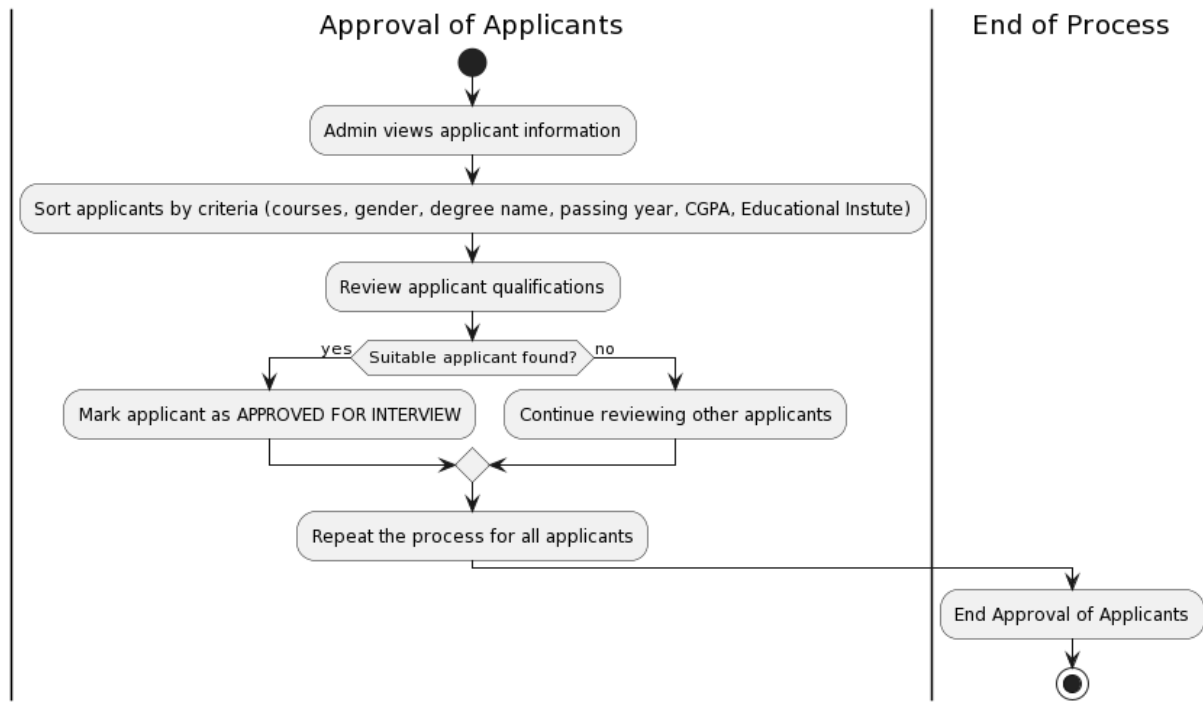 Approval of Applicants
End of Process
Admin views applicant information
Sort applicants by criteria (courses, gender, degree name, passing year, CGPA, Educational Instute)
Review applicant qualifications
yes
Suitable applicant found?
no
Mark applicant as APPROVED FOR INTERVIEW
Continue reviewing other applicants
Repeat the process for all applicants
End Approval of Applicants